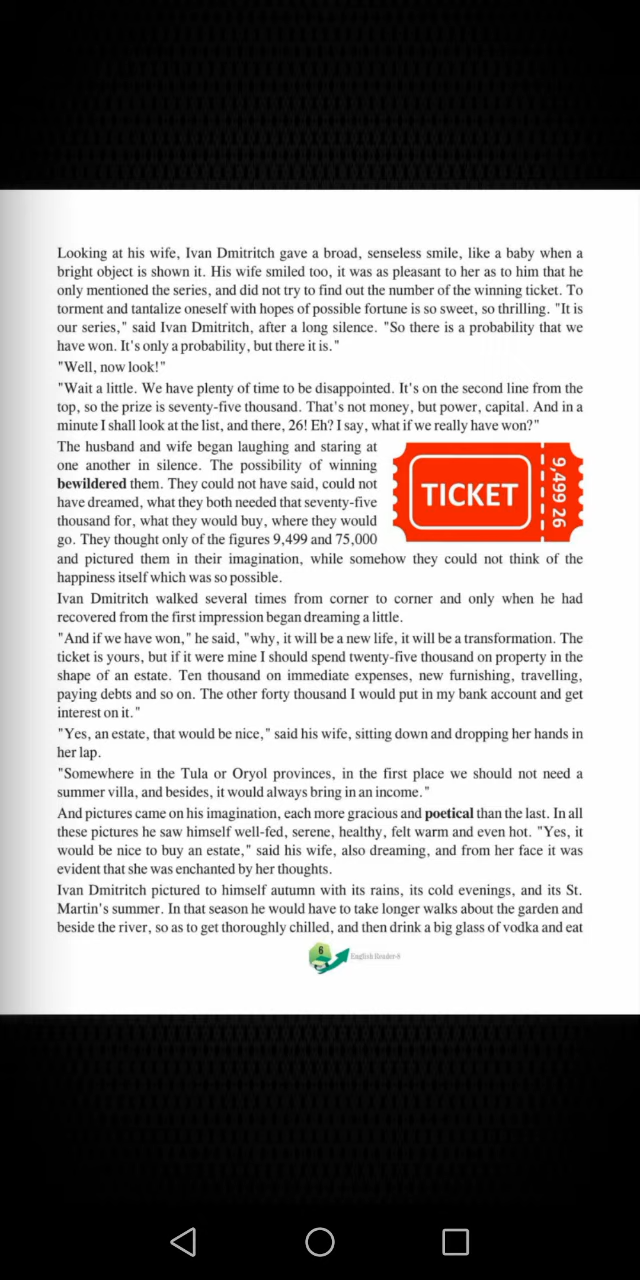 Looking at his wife, Ivan Dmitritch gave a broad, senseless smile, like a baby when a
bright object is shown it. His wife smiled too, it was as pleasant to her as to him that he
only mentioned the series, and did not try to find out the number of the winning ticket. To
torment and tantalize oneself with hopes of possible fortune is so sweet, so thrilling. "It is
our series," said Ivan Dmitritch, after a long silence. "So there is a probability that we
have won. It's only a probability, but there it is."
"Well, now look!"
"Wait a little. We have plenty of time to be disappointed. It's on the second line from the
top, so the prize is seventy-five thousand. That's not money, but power, capital. And in a
minute I shall look at the list, and there, 26! Eh? I say, what if we really have won?"
The husband and wife began laughing and staring at
one another in silence. The possibility of winning
bewildered them. They could not have said, could not
have dreamed, what they both needed that seventy-five
thousand for, what they would buy, where they would
go. They thought only of the figures 9,499 and 75,000
TICKET
9,499 26
and pictured them in their imagination, while somehow they could not think of the
happiness itself which was so possible.
Ivan Dmitritch walked several times from corner to corner and only when he had
recovered from the first impression began dreaming a little.
"And if we have won," he said, "why, it will be a new life, it will be a transformation. The
ticket is yours, but if it were mine I should spend twenty-five thousand on property in the
shape of an estate. Ten thousand on immediate expenses, new furnishing, travelling,
paying debts and so on. The other forty thousand I would put in my bank account and get
interest on it."
"Yes, an estate, that would be nice," said his wife, sitting down and dropping her hands in
her lap.
"Somewhere in the Tula or Oryol provinces, in the first place we should not need a
summer villa, and besides, it would always bring in an income."
And pictures came on his imagination, each more gracious and poetical than the last. In all
these pictures he saw himself well-fed, serene, healthy, felt warm and even hot. "Yes, it
would be nice to buy an estate," said his wife, also dreaming, and from her face it was
evident that she was enchanted by her thoughts.
Ivan Dmitritch pictured to himself autumn with its rains, its cold evenings, and its St.
Martin's summer. In that season he would have to take longer walks about the garden and
beside the river, so as to get thoroughly chilled, and then drink a big glass of vodka and eat
6
English Reader-8